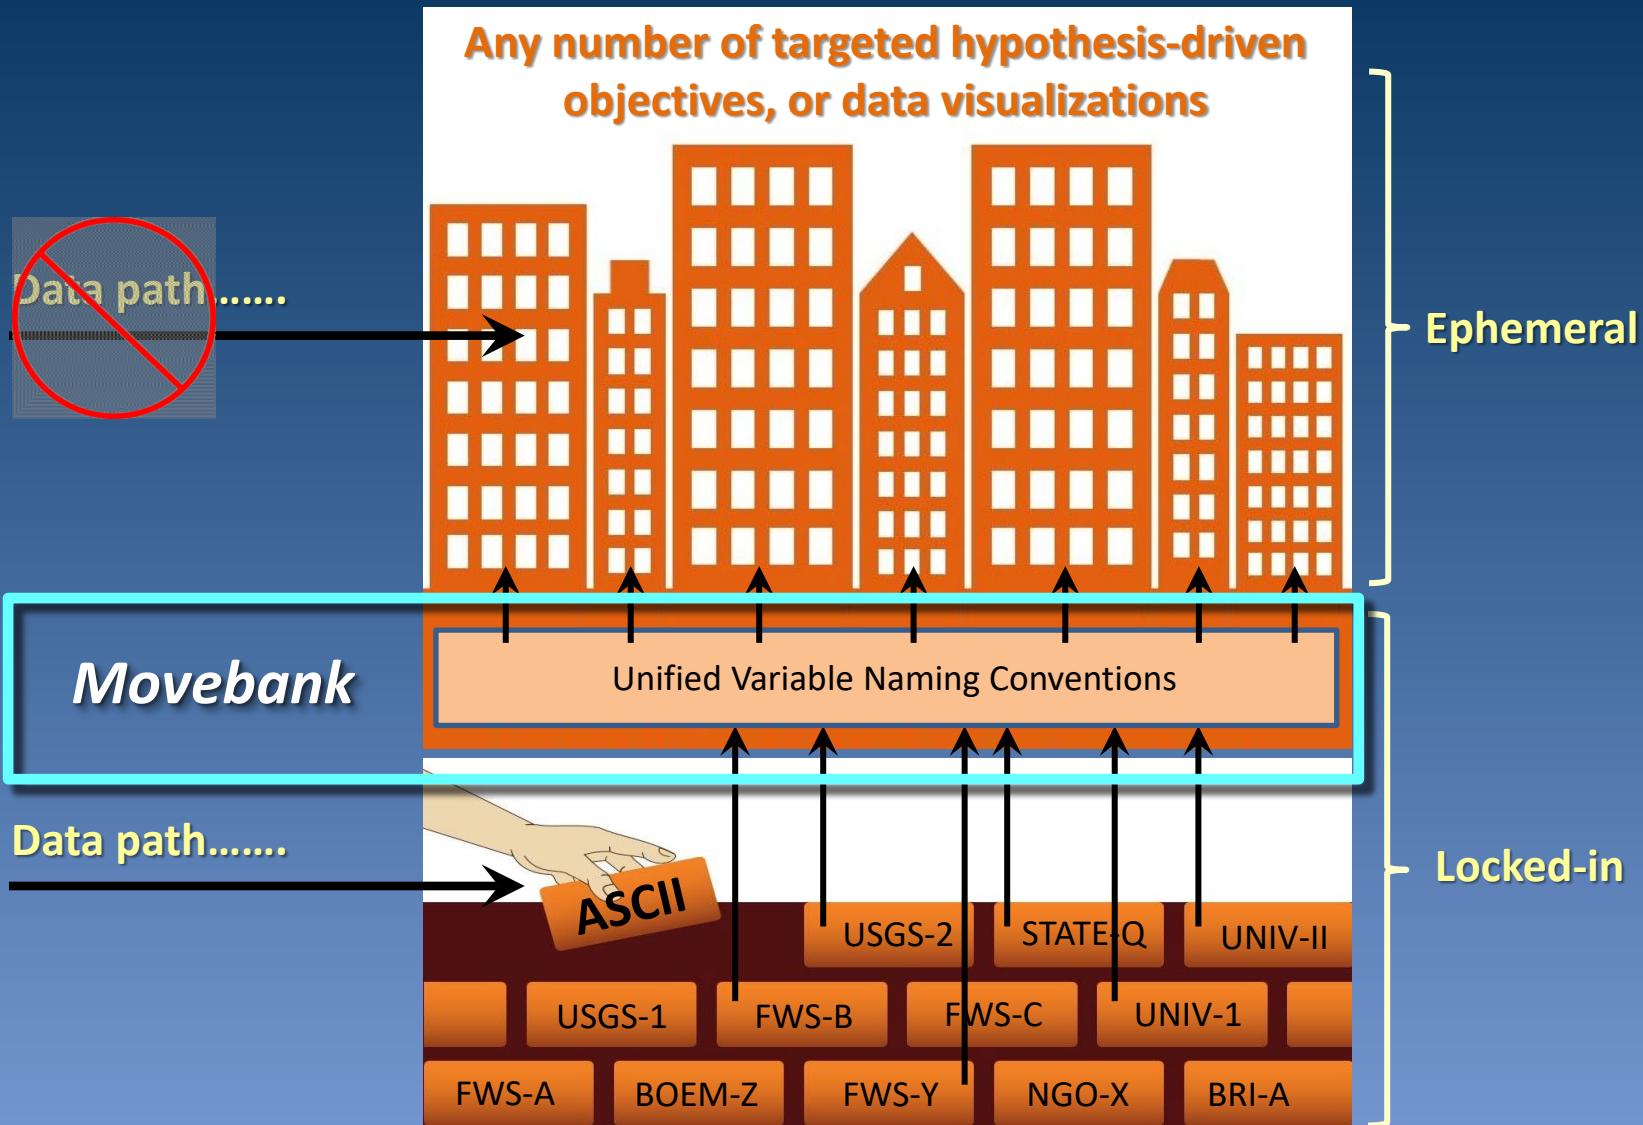 Any number of targeted hypothesis-driven
objectives, or data visualizations
Data path.......
Ephemeral
Movebank
Unified Variable Naming Conventions
Data path.......
Locked-in
ASCII
USGS-2
STATE-Q
UNIV-II
USGS-1
FWS-B
FWS-C
UNIV-1
FWS-A
BOEM-Z
FWS-Y
NGO-X
BRI-A